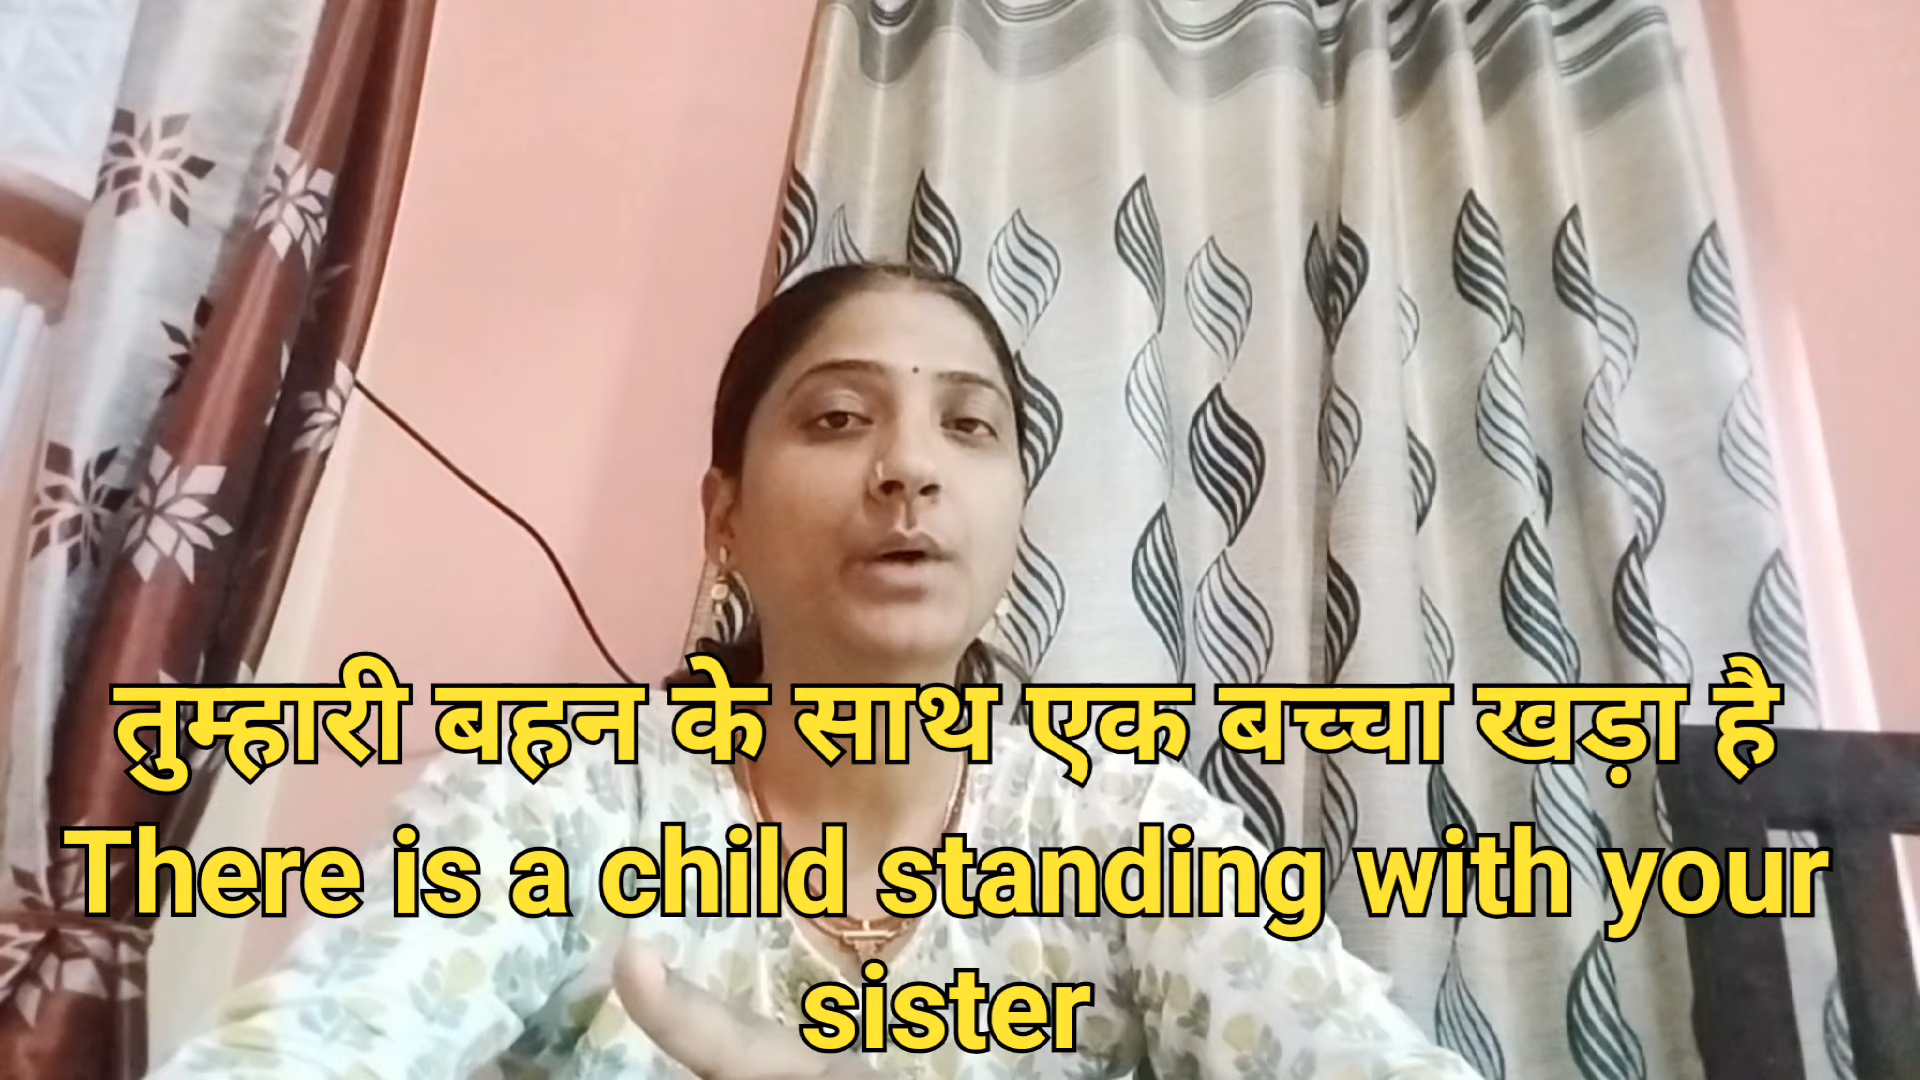 तुम्हारी बहन के साथ एक बच्चा खड़ा है
There is a child standing with your
sister